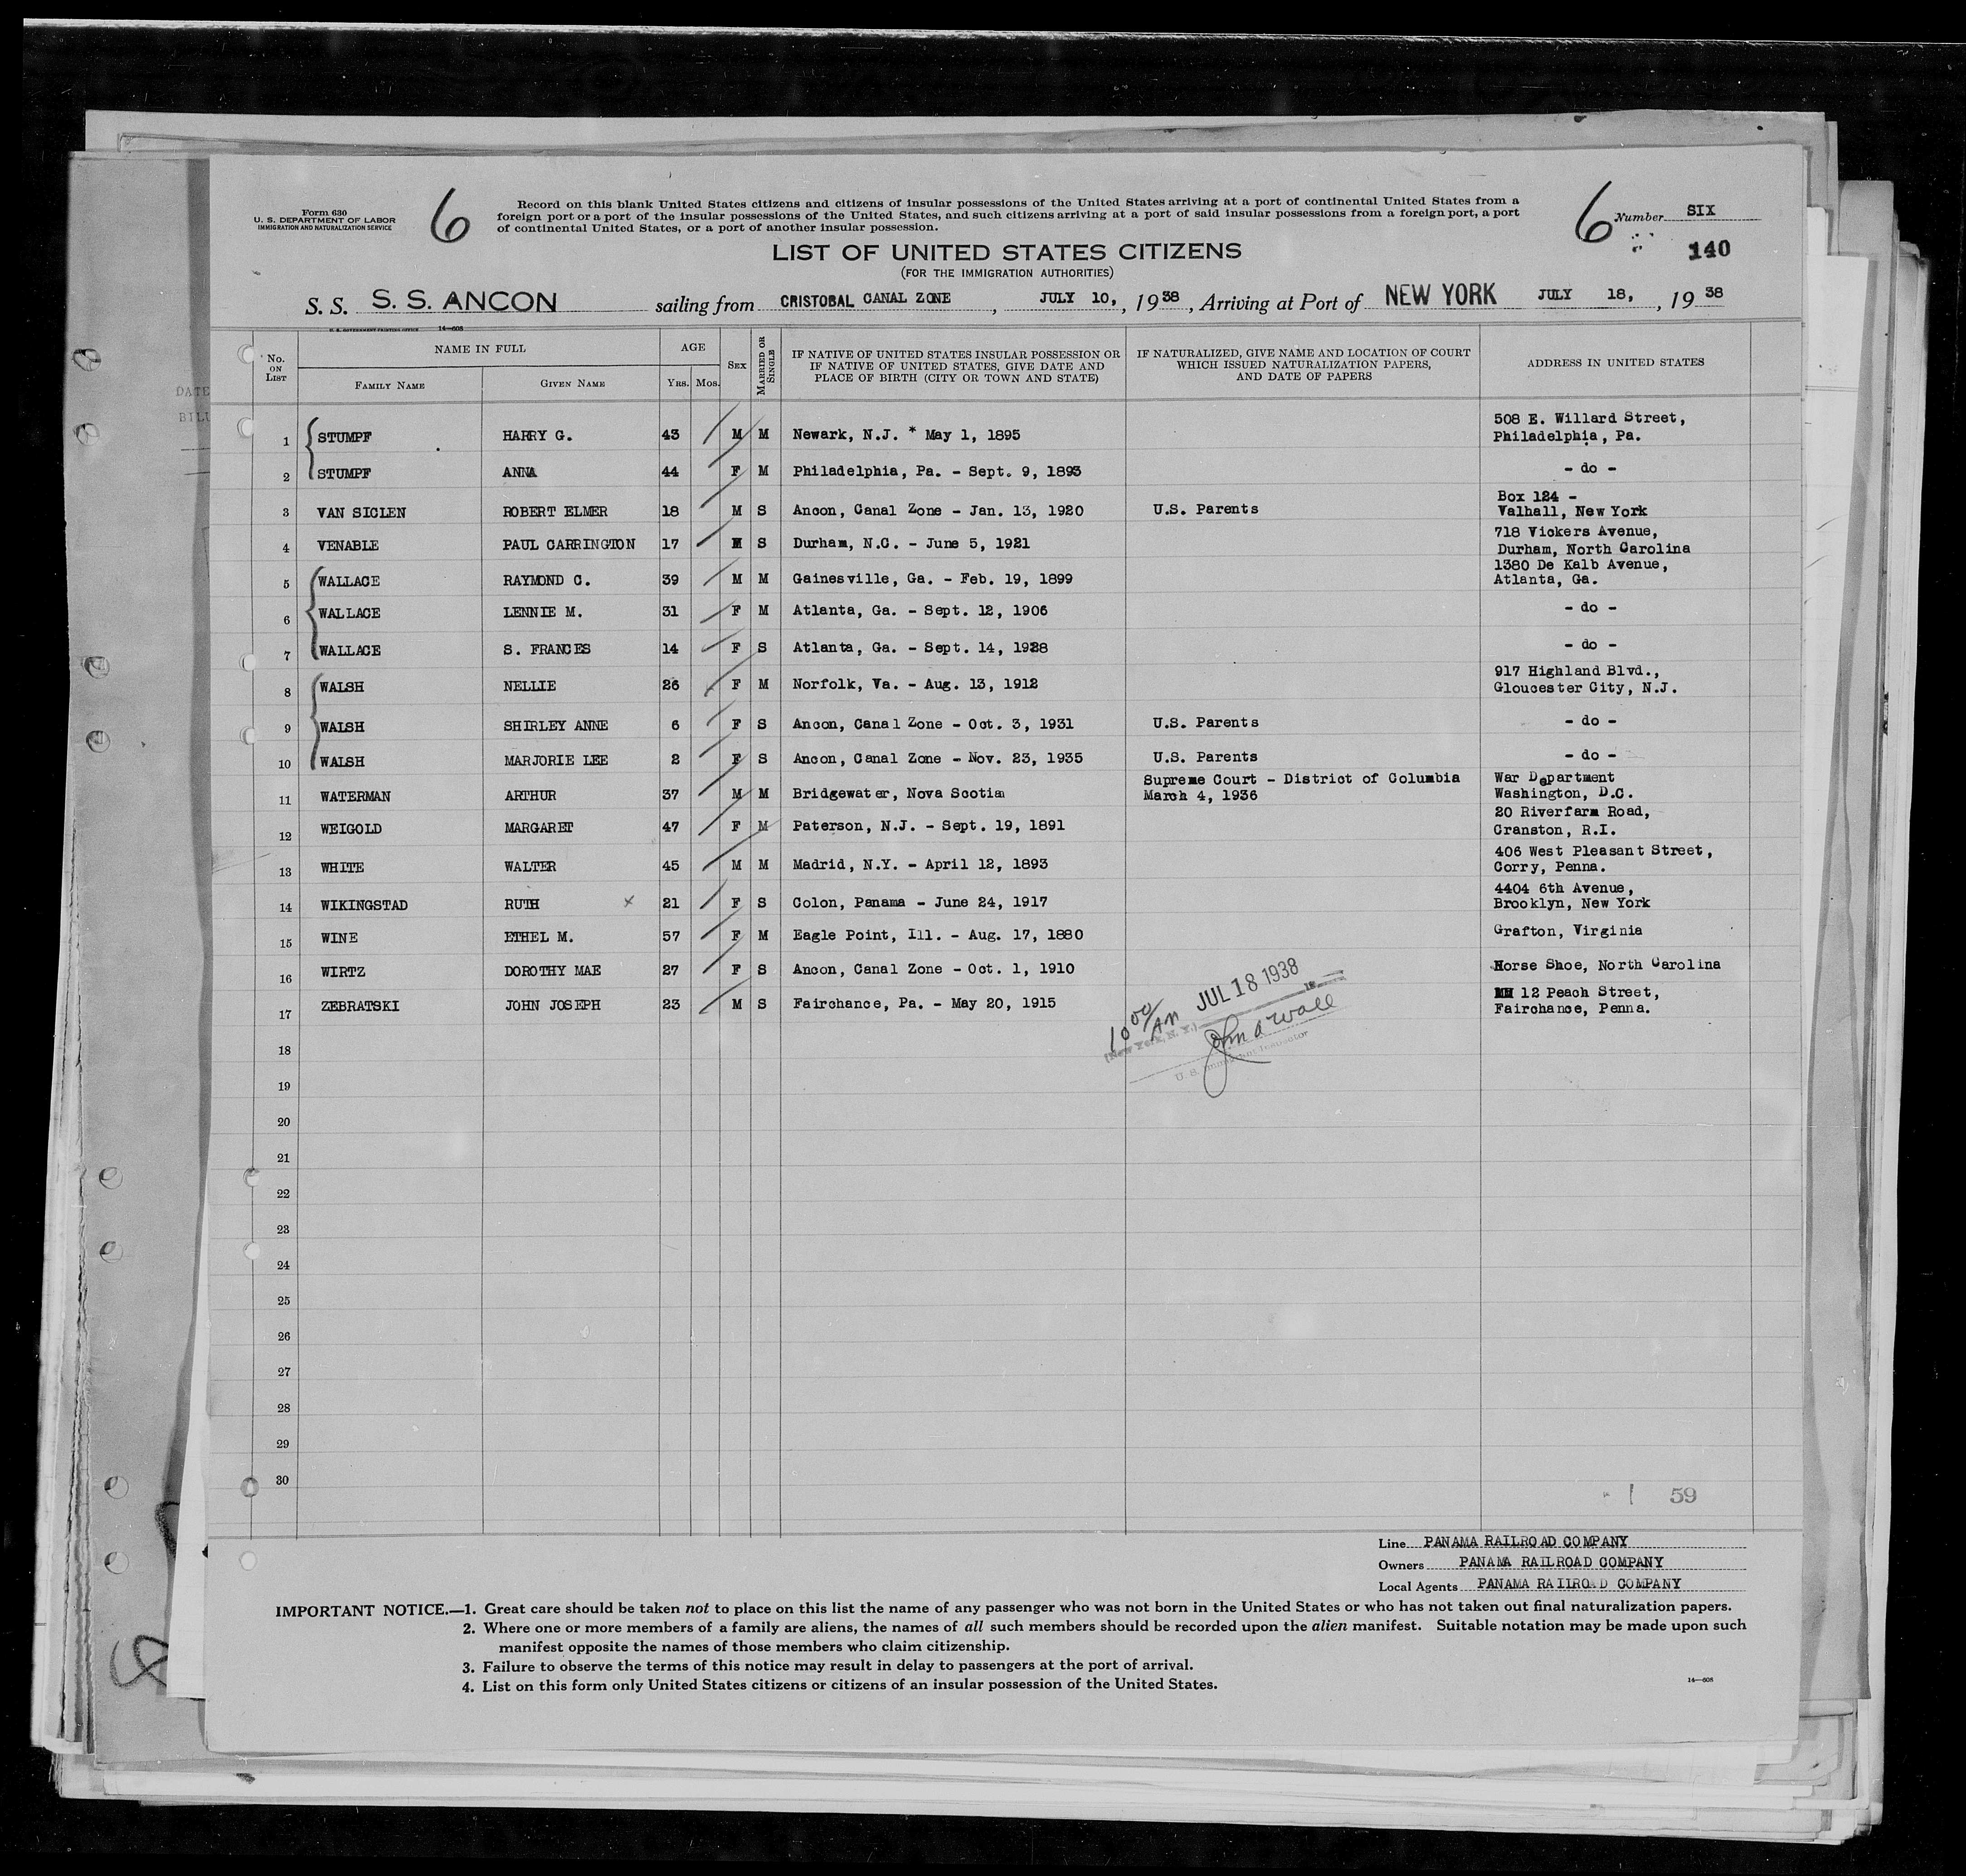 Form 630
U. S. DEPARTMENT OF LABOR
IMMIGRATION AND NATURALIZATION SERVICE
6
Record on this blank United States citizens and citizens of insular possessions of the United States arriving at a port of continental United States from a
foreign port or a port of the insular possessions of the United States, and such citizens arriving at a port of said insular possessions from a foreign port, a port
of continental United States, or a port of another insular possession.
6 Number SIX
140
LIST OF UNITED STATES CITIZENS
(FOR THE IMMIGRATION AUTHORITIES)
S. S. S. S. ANCON sailing from CRISTOBAL CANAL ZONE, JULY 10,, 1938, Arriving at Port of NEW YORK JULY 18,, 1938
U. S. GOVERNMENT PRINTING OFFICE 14—608
No. ON LIST NAME IN FULL AGE SEX MARRIED OR SINGLE IF NATIVE OF UNITED STATES INSULAR POSSESSION OR IF NATIVE OF UNITED STATES, GIVE DATE AND PLACE OF BIRTH (CITY OR TOWN AND STATE) IF NATURALIZED, GIVE NAME AND LOCATION OF COURT WHICH ISSUED NATURALIZATION PAPERS, AND DATE OF PAPERS ADDRESS IN UNITED STATES
FAMILY NAME GIVEN NAME YRS. MOS.
DATE
BILL
1 STUMPF HARRY G. 43 M M Newark, N.J. * May 1, 1895 508 E. Willard Street, Philadelphia, Pa.
2 STUMPF ANNA 44 F M Philadelphia, Pa. - Sept. 9, 1893 - do -
3 VAN SICLEN ROBERT ELMER 18 M S Ancon, Canal Zone - Jan. 13, 1920 U.S. Parents Box 124 - Valhall, New York
4 VENABLE PAUL CARRINGTON 17 M S Durham, N.C. - June 5, 1921 718 Vickers Avenue, Durham, North Carolina
5 WALLACE RAYMOND C. 39 M M Gainesville, Ga. - Feb. 19, 1899 1380 De Kalb Avenue, Atlanta, Ga.
6 WALLACE LENNIE M. 31 F M Atlanta, Ga. - Sept. 12, 1906 - do -
7 WALLACE S. FRANCES 14 F S Atlanta, Ga. - Sept. 14, 1928 - do -
8 WALSH NELLIE 26 F M Norfolk, Va. - Aug. 13, 1912 917 Highland Blvd., Gloucester City, N.J.
9 WALSH SHIRLEY ANNE 6 F S Ancon, Canal Zone - Oct. 3, 1931 U.S. Parents - do -
10 WALSH MARJORIE LEE 2 F S Ancon, Canal Zone - Nov. 23, 1935 U.S. Parents - do -
11 WATERMAN ARTHUR 37 M M Bridgewater, Nova Scotia Supreme Court - District of Columbia March 4, 1936 War Department Washington, D.C.
12 WEIGOLD MARGARET 47 F M Paterson, N.J. - Sept. 19, 1891 20 Riverfarm Road, Cranston, R.I.
13 WHITE WALTER 45 M M Madrid, N.Y. - April 12, 1893 406 West Pleasant Street, Corry, Penna.
14 WIKINGSTAD RUTH x 21 F S Colon, Panama - June 24, 1917 4404 6th Avenue, Brooklyn, New York
15 WINE ETHEL M. 57 F M Eagle Point, Ill. - Aug. 17, 1880 Grafton, Virginia
16 WIRTZ DOROTHY MAE 27 F S Ancon, Canal Zone - Oct. 1, 1910 Horse Shoe, North Carolina
17 ZEBRATSKI JOHN JOSEPH 23 M S Fairchance, Pa. - May 20, 1915 12 Peach Street, Fairchance, Penna.
10 00/AM JUL 18 1938
(New York, N. Y.)
John A Wall
U. S. Immigrant Inspector
18
19
20
21
22
23
24
25
26
27
28
29
30
59
Line PANAMA RAILROAD COMPANY
Owners PANAMA RAILROAD COMPANY
Local Agents PANAMA RAILROAD COMPANY
IMPORTANT NOTICE.—1. Great care should be taken not to place on this list the name of any passenger who was not born in the United States or who has not taken out final naturalization papers.
2. Where one or more members of a family are aliens, the names of all such members should be recorded upon the alien manifest. Suitable notation may be made upon such
manifest opposite the names of those members who claim citizenship.
3. Failure to observe the terms of this notice may result in delay to passengers at the port of arrival.
4. List on this form only United States citizens or citizens of an insular possession of the United States.
14—608